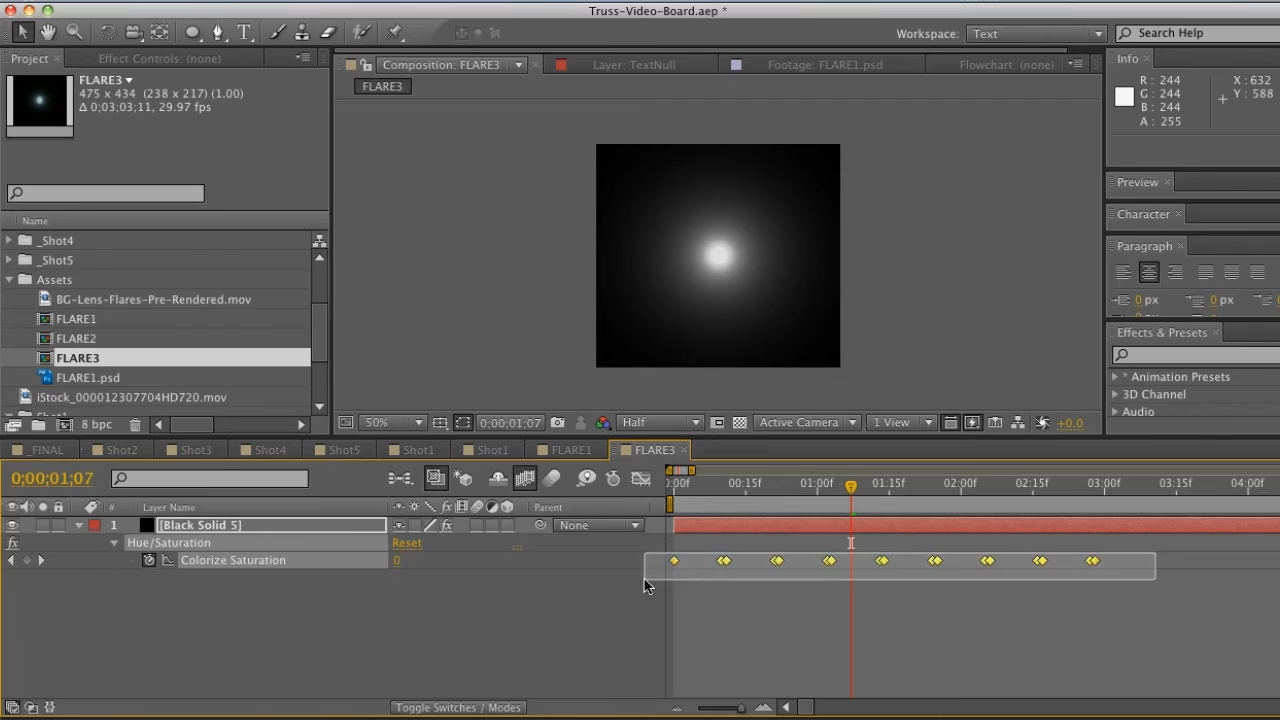 Truss-Video-Board.aep *
Workspace: Text Search Help
Project Effect Controls: (none)
Composition: FLARE3 Layer: TextNull Footage: FLARE1.psd Flowchart: (none)
Info
FLARE3
475 x 434 (238 x 217) (1.00)
Δ 0;03;03;11, 29.97 fps
FLARE3
R : 244
G : 244
B : 244
A : 255
X : 632
Y : 588
Preview
Character
Paragraph
0 px 0 px
Effects & Presets
* Animation Presets
3D Channel
Audio
Name
_Shot4
_Shot5
Assets
BG-Lens-Flares-Pre-Rendered.mov
FLARE1
FLARE2
FLARE3
FLARE1.psd
iStock_000012307704HD720.mov
8 bpc
50% 0;00;01;07 Half Active Camera 1 View +0.0
_FINAL Shot2 Shot3 Shot4 Shot5 Shot1 Shot1 FLARE1 FLARE3
0;00;01;07
:00f 00:15f 01:00f 01:15f 02:00f 02:15f 03:00f 03:15f 04:00f
# Layer Name Parent
1 [Black Solid 5] None
Hue/Saturation Reset ...
Colorize Saturation 0
Toggle Switches / Modes